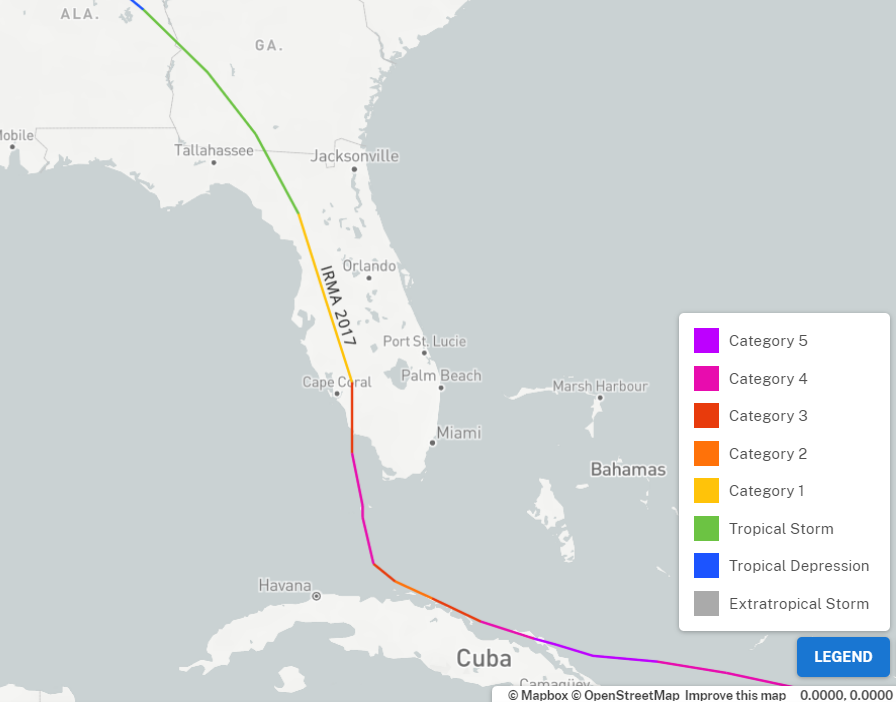 ALA.
GA.
Mobile
Tallahassee
Jacksonville
IRMA 2017
Orlando
Port St. Lucie
Cape Coral
Palm Beach
Marsh Harbour
Miami
Bahamas
Havana
Cuba
Camagüey
Category 5
Category 4
Category 3
Category 2
Category 1
Tropical Storm
Tropical Depression
Extratropical Storm
LEGEND
© Mapbox © OpenStreetMap Improve this map 0.0000, 0.0000